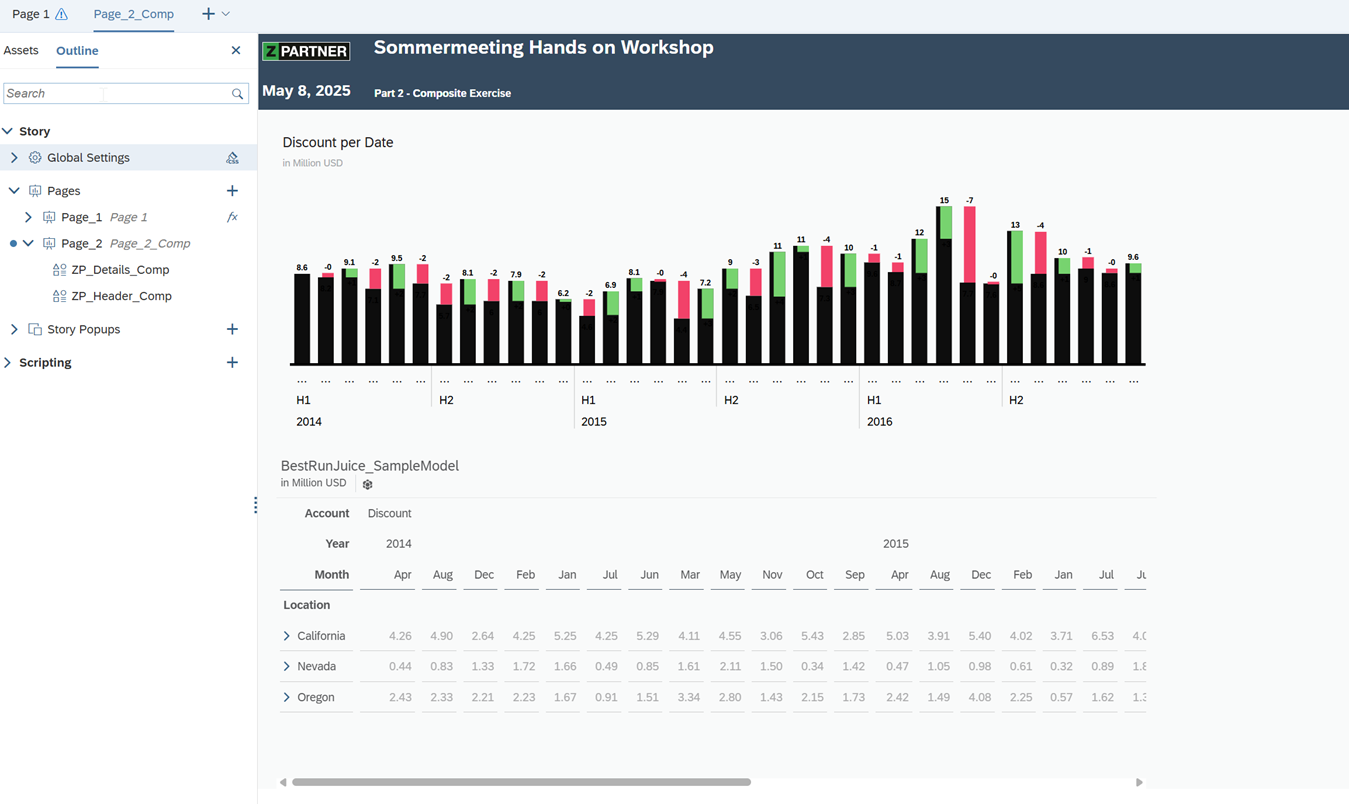 Page 1 Page_2_Comp
Assets Outline
Search
Story
Global Settings
Pages
Page_1 Page 1
Page_2 Page_2_Comp
ZP_Details_Comp
ZP_Header_Comp
Story Popups
Scripting
Z PARTNER Sommermeeting Hands on Workshop
May 8, 2025 Part 2 - Composite Exercise
Discount per Date
in Million USD
8.6 -0 9.1 -2 9.5 -2 -2 8.1 -2 7.9 -2 6.2 -2 6.9 8.1 -0 -4 7.2 9 -3 11 11 -4 10 -1 -1 12 15 -7 -0 13 -4 10 -1 -0 9.6
... ... ... ... ... ... ... ... ... ... ... ... ... ... ... ... ... ... ... ... ... ... ... ... ... ... ... ... ... ... ... ... ... ... ... ...
H1 H2 H1 H2 H1 H2
2014 2015 2016
BestRunJuice_SampleModel
in Million USD
Account Discount
Year 2014 2015
Month Apr Aug Dec Feb Jan Jul Jun Mar May Nov Oct Sep Apr Aug Dec Feb Jan Jul
Location
California 4.26 4.90 2.64 4.25 5.25 4.25 5.29 4.11 4.55 3.06 5.43 2.85 5.03 3.91 5.40 4.02 3.71 6.53
Nevada 0.44 0.83 1.33 1.72 1.66 0.49 0.85 1.61 2.11 1.50 0.34 1.42 0.47 1.05 0.98 0.61 0.32 0.89
Oregon 2.43 2.33 2.21 2.23 1.67 0.91 1.51 3.34 2.80 1.43 2.15 1.73 2.42 1.49 4.08 2.25 0.57 1.62